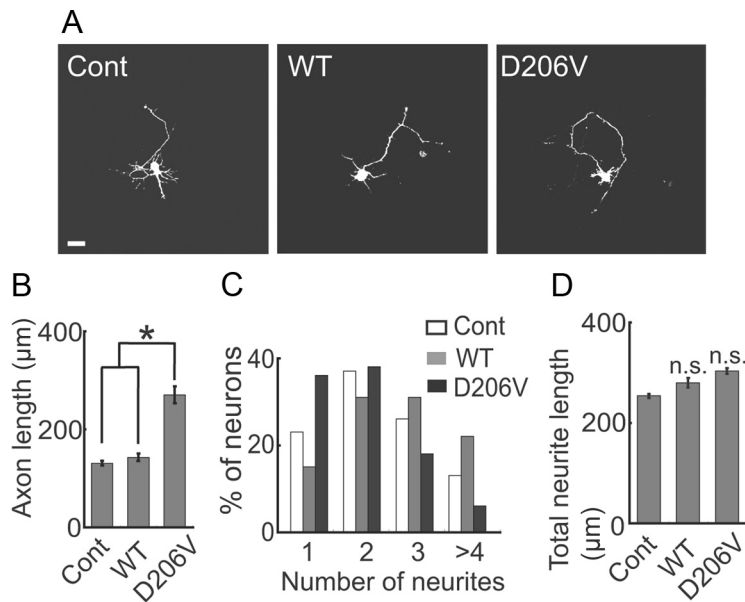 A
Cont
WT
D206V
B
C
D
Axon length (μm)
400
200
0
*
Cont
WT
D206V
% of neurons
40
20
0
Cont
WT
D206V
1
2
3
>4
Number of neurites
Total neurite length
(μm)
400
200
0
n.s.
n.s.
Cont
WT
D206V